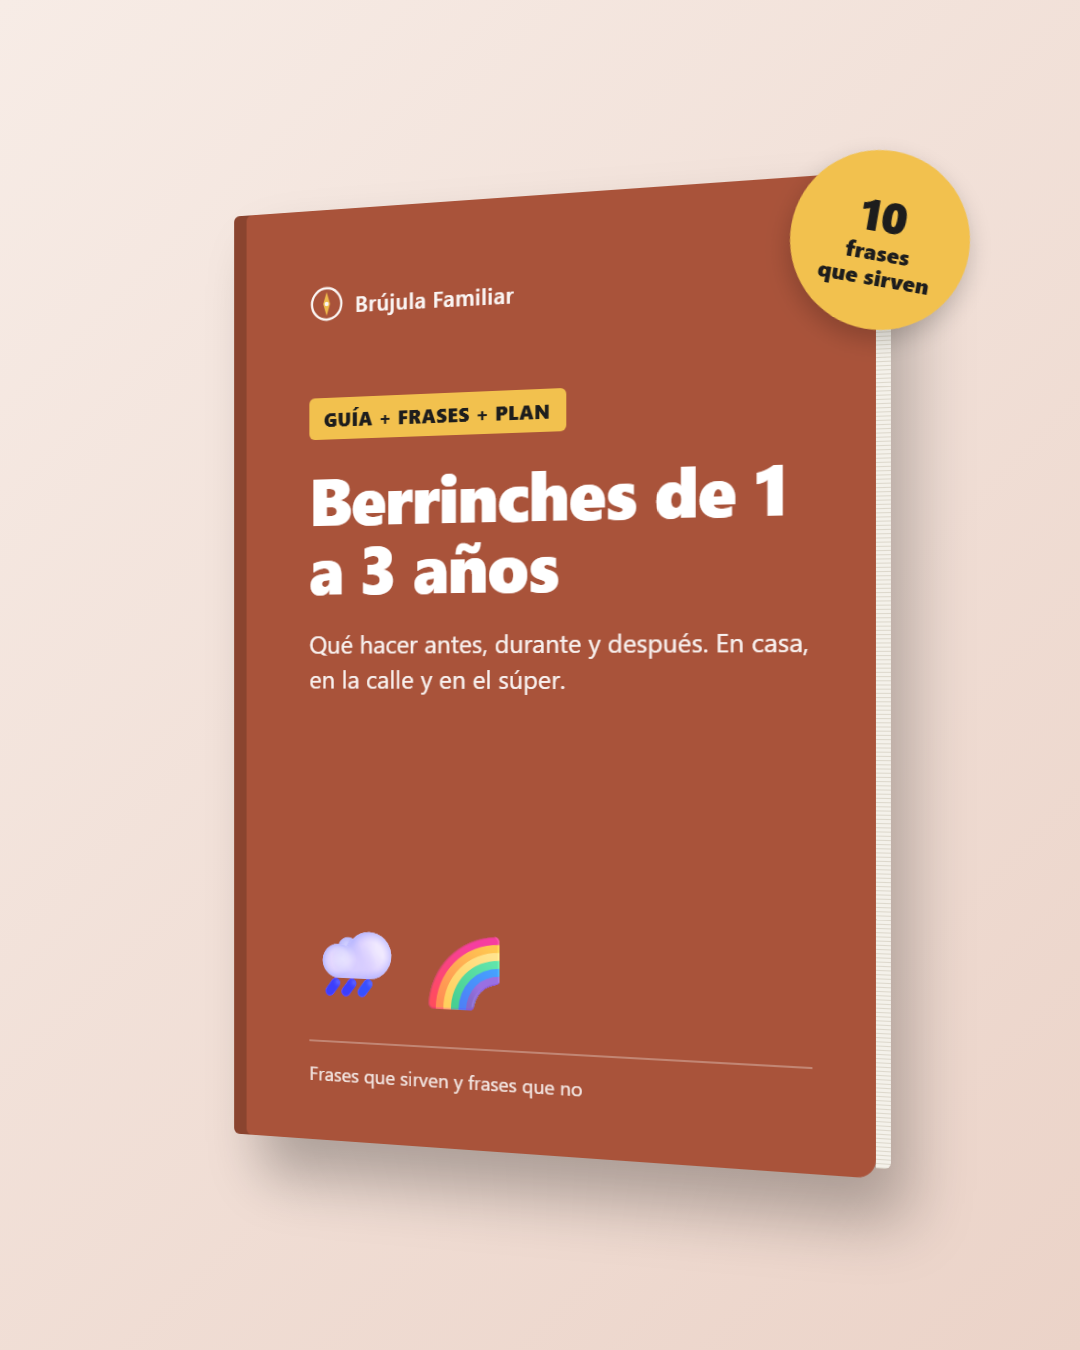 10
frases
que sirven
Brújula Familiar
GUÍA + FRASES + PLAN
Berrinches de 1
a 3 años
Qué hacer antes, durante y después. En casa,
en la calle y en el súper.
Frases que sirven y frases que no